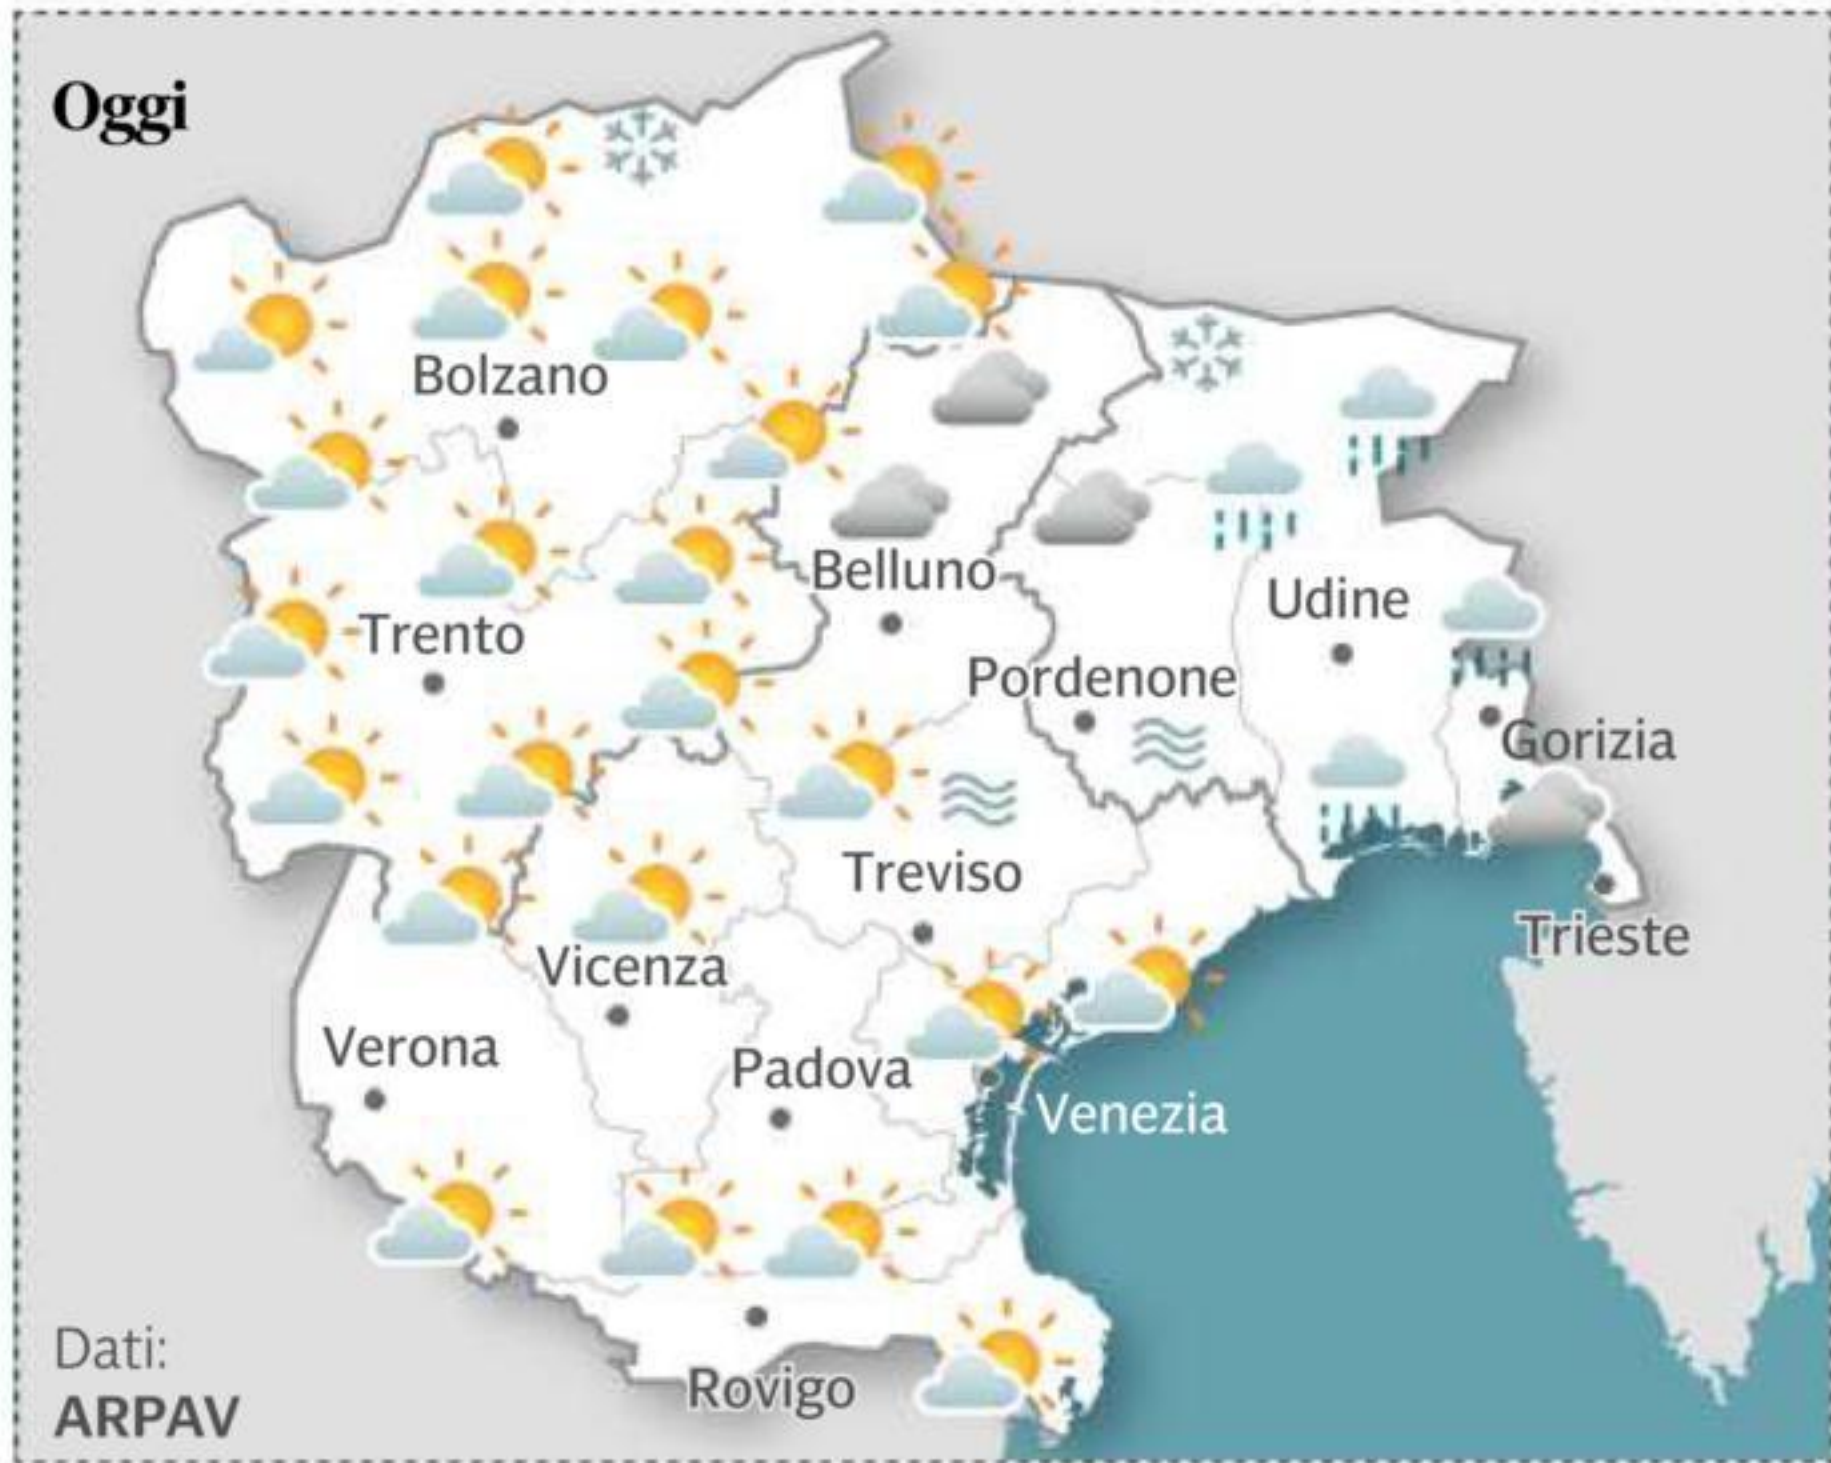 Oggi
Bolzano
Belluno
Udine
Trento
Pordenone
Gorizia
Treviso
Trieste
Vicenza
Verona
Padova
Venezia
Dati:
ARPAV
Rovigo